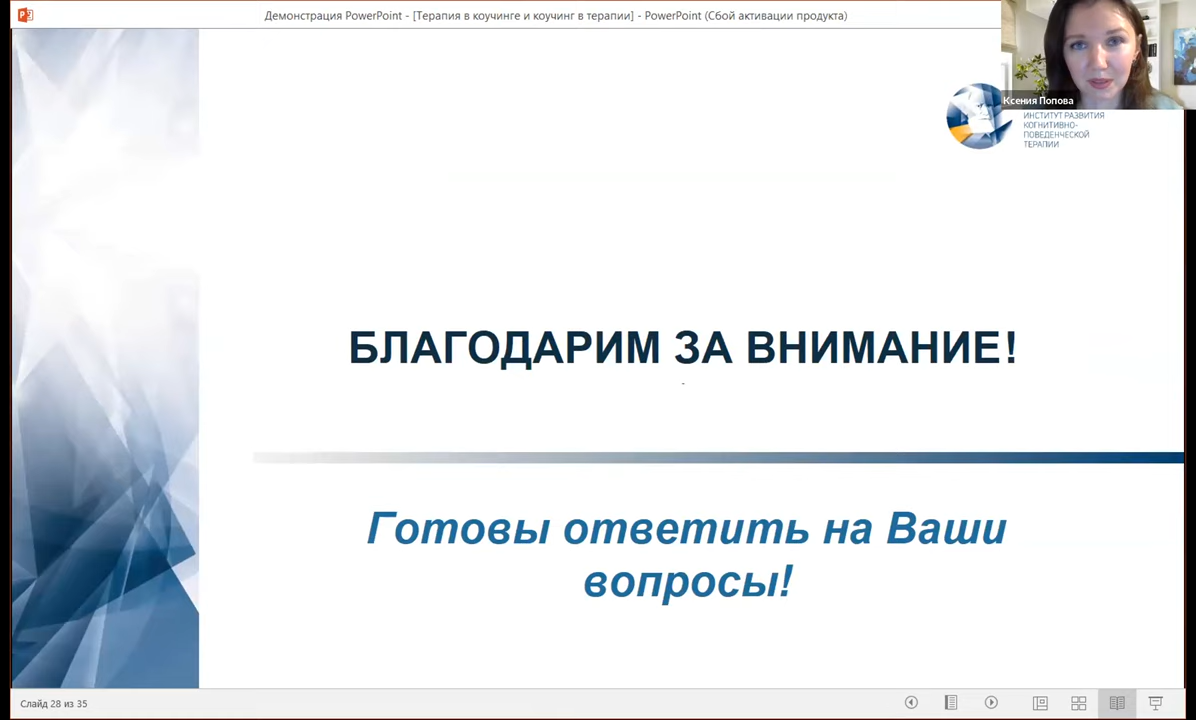 Демонстрация PowerPoint - [Терапия в коучинге и коучинг в терапии] - PowerPoint (Сбой активации продукта)
Ксения Попова
ИНСТИТУТ РАЗВИТИЯ
КОГНИТИВНО-
ПОВЕДЕНЧЕСКОЙ
ТЕРАПИИ
БЛАГОДАРИМ ЗА ВНИМАНИЕ!
Готовы ответить на Ваши
вопросы!
Слайд 28 из 35